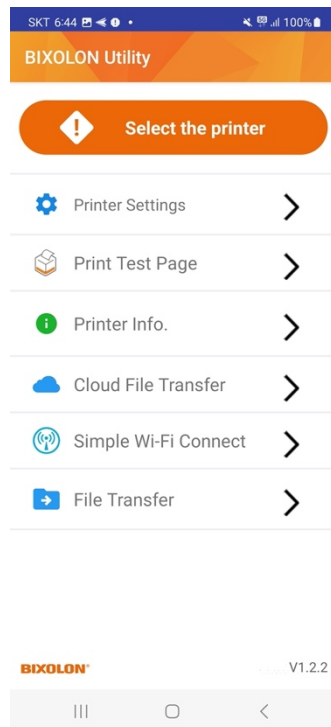 SKT 6:44
100%
BIXOLON Utility
Select the printer
Printer Settings
Print Test Page
Printer Info.
Cloud File Transfer
Simple Wi-Fi Connect
File Transfer
BIXOLON® V1.2.2